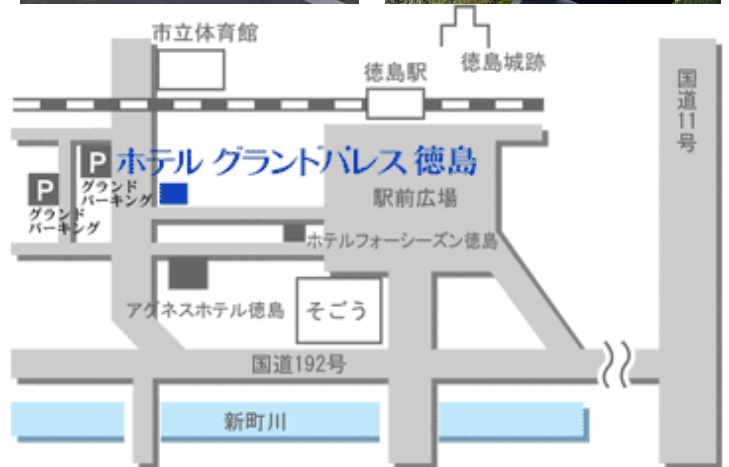 市立体育館
徳島駅
徳島城跡
国道11号
P
P
ホテル グランドパレス 徳島
グランド
パーキング
グランド
パーキング
駅前広場
ホテルフォーシーズン徳島
アグネスホテル徳島
そごう
国道192号
新町川